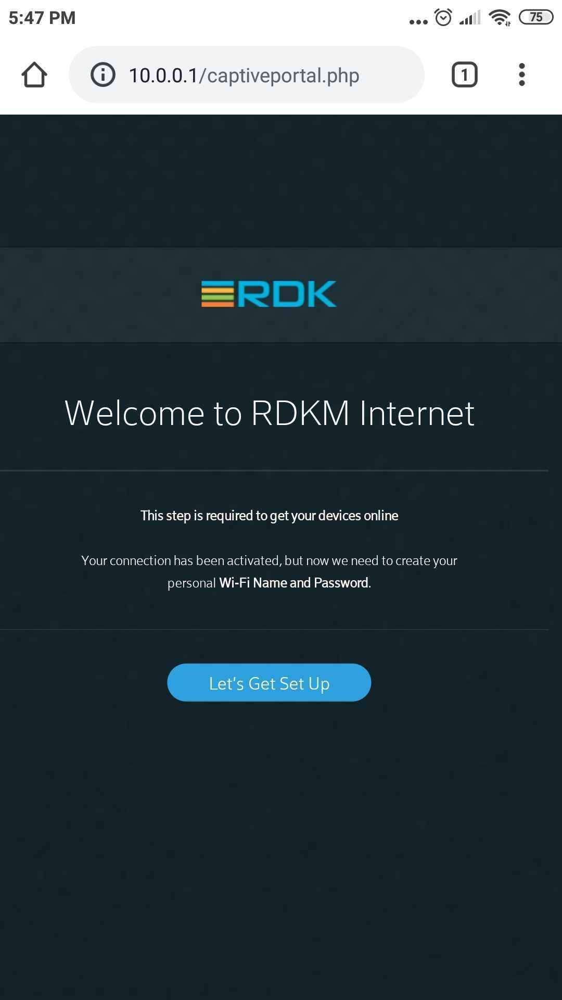 5:47 PM
75
10.0.0.1/captiveportal.php
1
RDK
Welcome to RDKM Internet
This step is required to get your devices online
Your connection has been activated, but now we need to create your
personal Wi-Fi Name and Password.
Let's Get Set Up